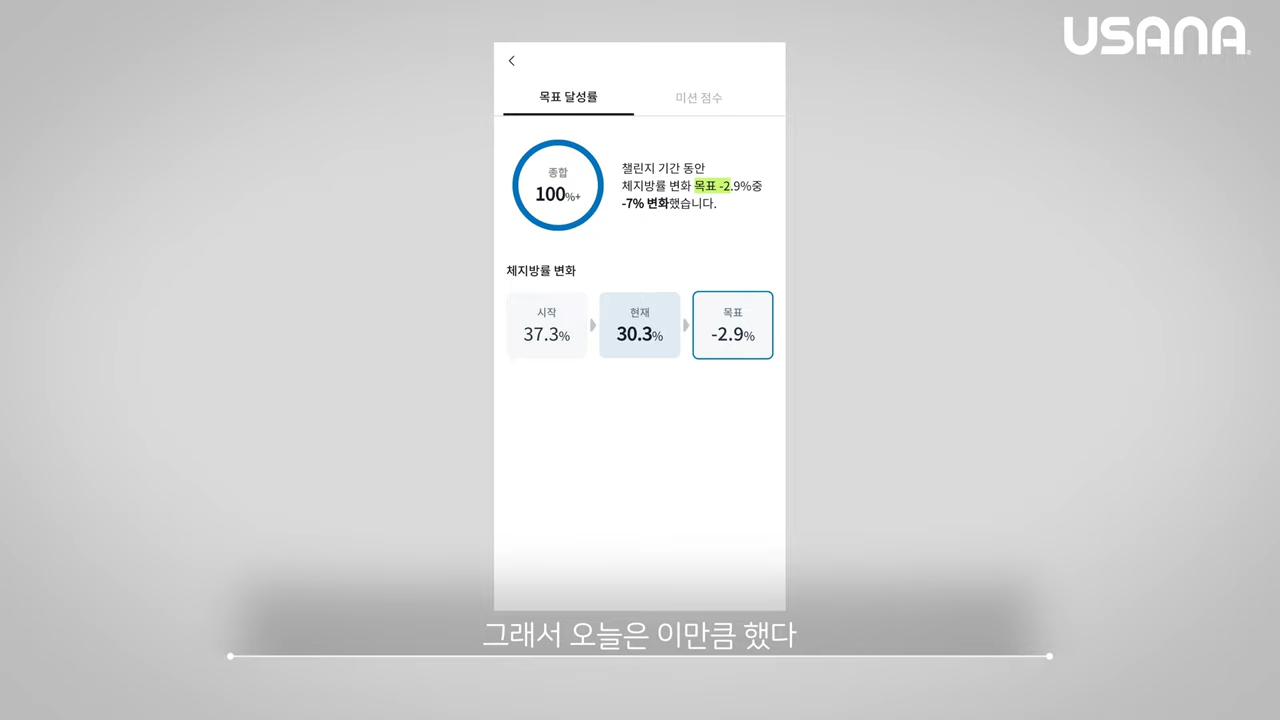 USANA
목표 달성률
미션 점수
종합
100%+
챌린지 기간 동안
체지방률 변화 목표 -2.9%중
-7% 변화했습니다.
체지방률 변화
시작
37.3%
현재
30.3%
목표
-2.9%
그래서 오늘은 이만큼 했다